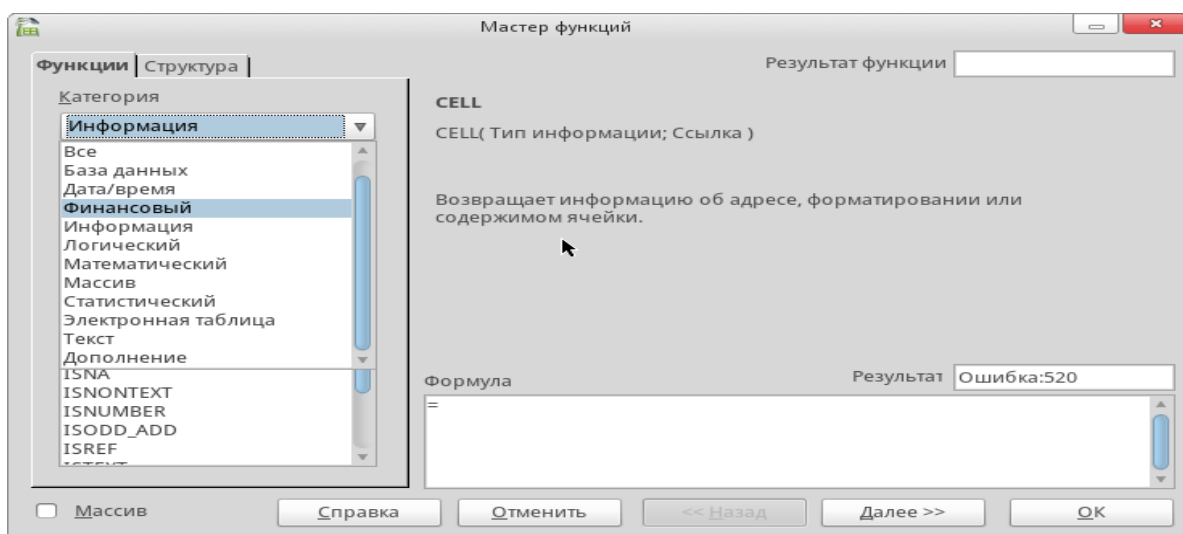 Мастер функций
Функции
Структура
Результат функции
Категория
Информация
Все
База данных
Дата/время
Финансовый
Информация
Логический
Математический
Массив
Статистический
Электронная таблица
Текст
Дополнение
ISNA
ISNONTEXT
ISNUMBER
ISODD_ADD
ISREF
CELL
CELL( Тип информации; Ссылка )
Возвращает информацию об адресе, форматировании или
содержимом ячейки.
Формула
Результат
Ошибка:520
=
Массив
Справка
Отменить
<< Назад
Далее >>
OK